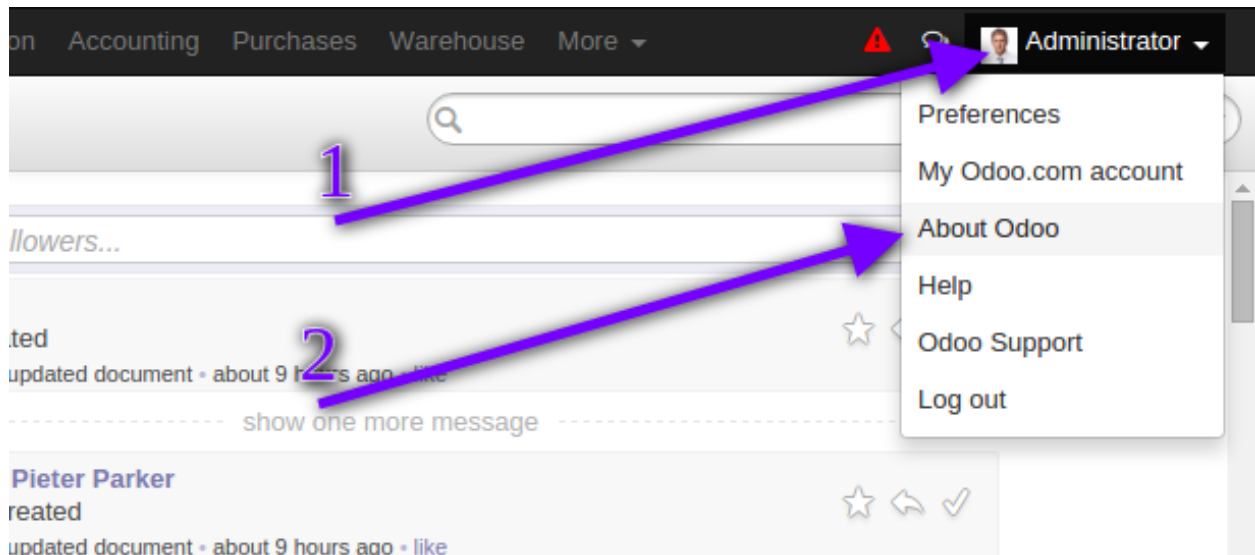 on Accounting Purchases Warehouse More Administrator
Preferences
My Odoo.com account
1
llowers...
About Odoo
Help
ated
2
Odoo Support
updated document • about 9 hours ago • like
Log out
show one more message
Pieter Parker
reated
updated document • about 9 hours ago • like